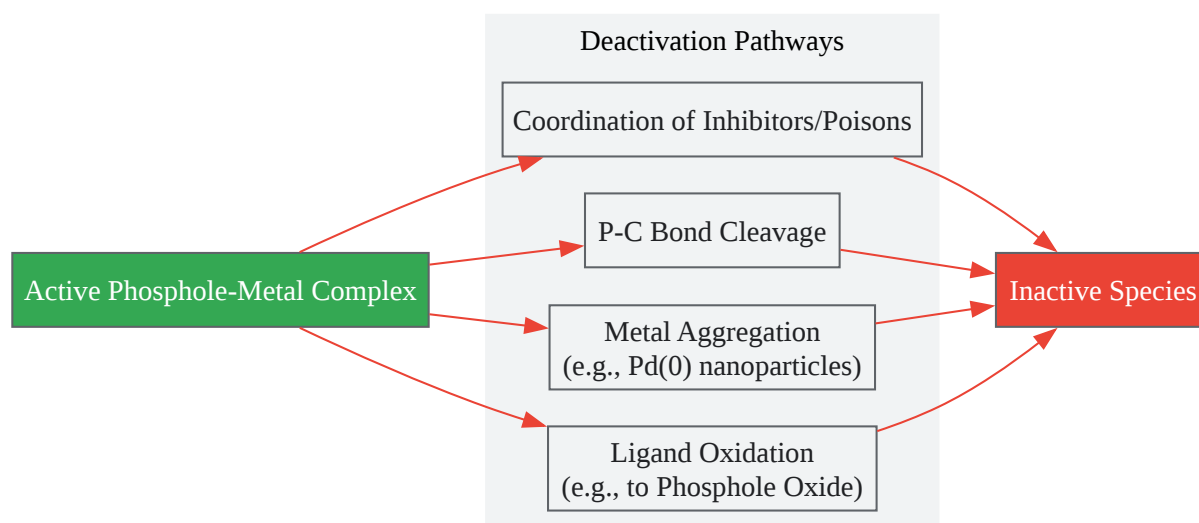 Deactivation Pathways
Coordination of Inhibitors/Poisons
P-C Bond Cleavage
Active Phosphole-Metal Complex
Inactive Species
Metal Aggregation
(e.g., Pd(0) nanoparticles)
Ligand Oxidation
(e.g., to Phosphole Oxide)